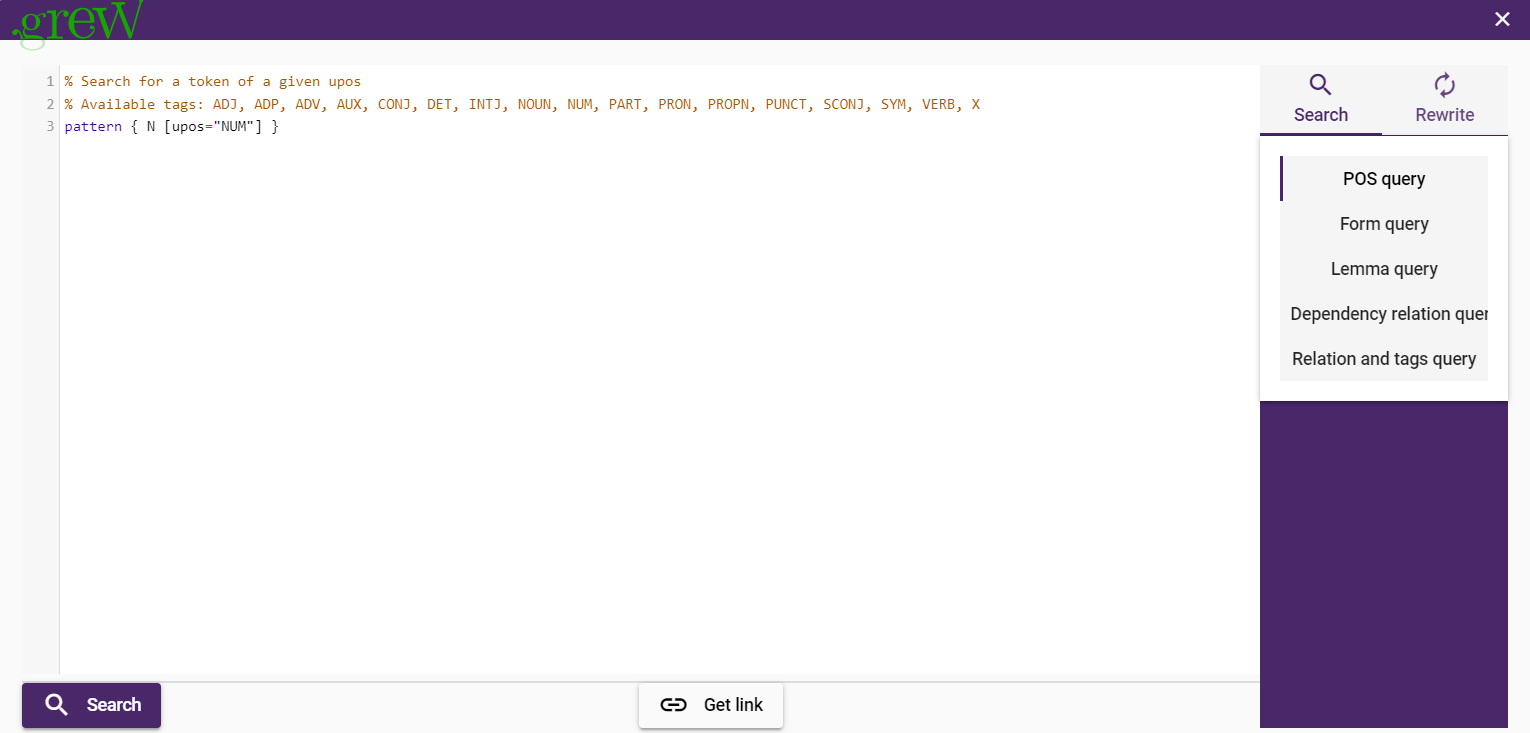 .grew
1 % Search for a token of a given upos
2 % Available tags: ADJ, ADP, ADV, AUX, CONJ, DET, INTJ, NOUN, NUM, PART, PRON, PROPN, PUNCT, SCONJ, SYM, VERB, X
3 pattern { N [upos="NUM"] }
Search
Rewrite
POS query
Form query
Lemma query
Dependency relation quer
Relation and tags query
Search
Get link